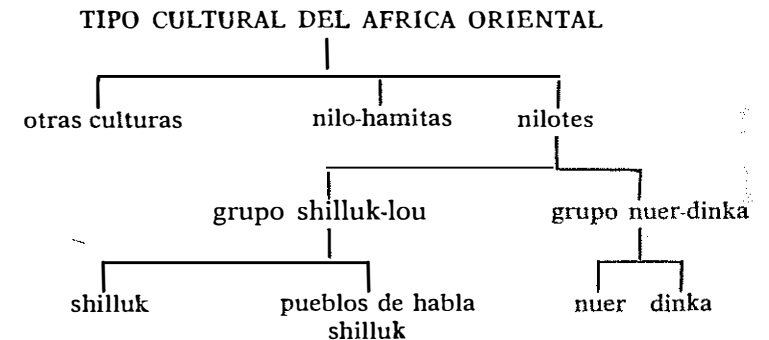 TIPO CULTURAL DEL AFRICA ORIENTAL
otras culturas nilo-hamitas nilotes
grupo shilluk-lou grupo nuer-dinka
shilluk pueblos de habla shilluk nuer dinka